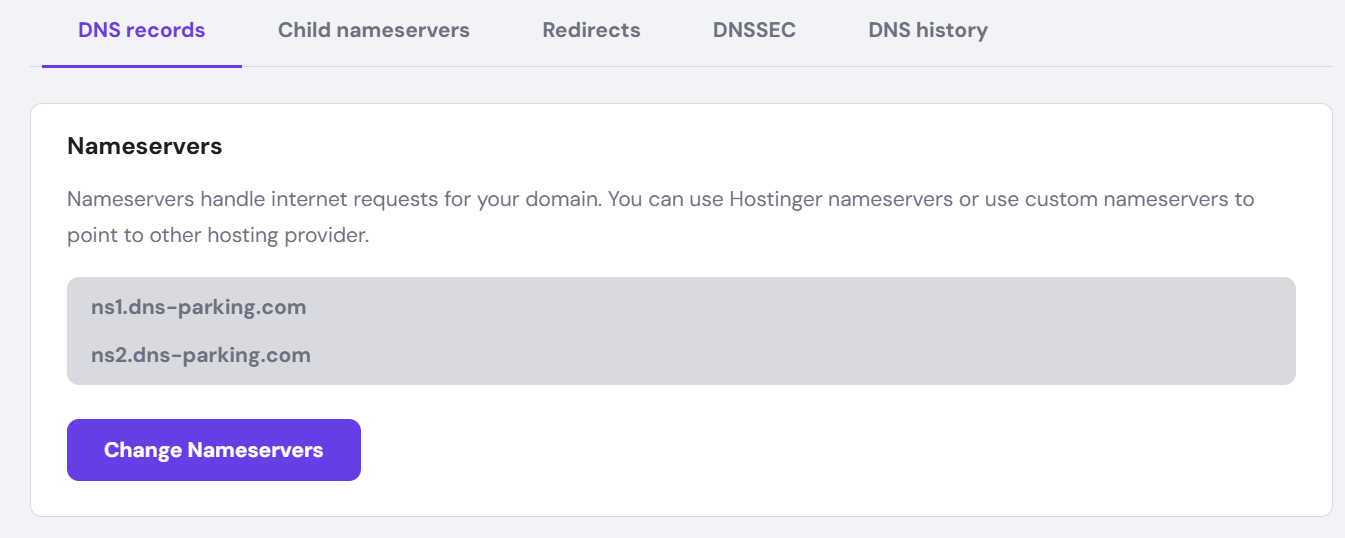 DNS records Child nameservers Redirects DNSSEC DNS history
Nameservers
Nameservers handle internet requests for your domain. You can use Hostinger nameservers or use custom nameservers to
point to other hosting provider.
ns1.dns-parking.com
ns2.dns-parking.com
Change Nameservers